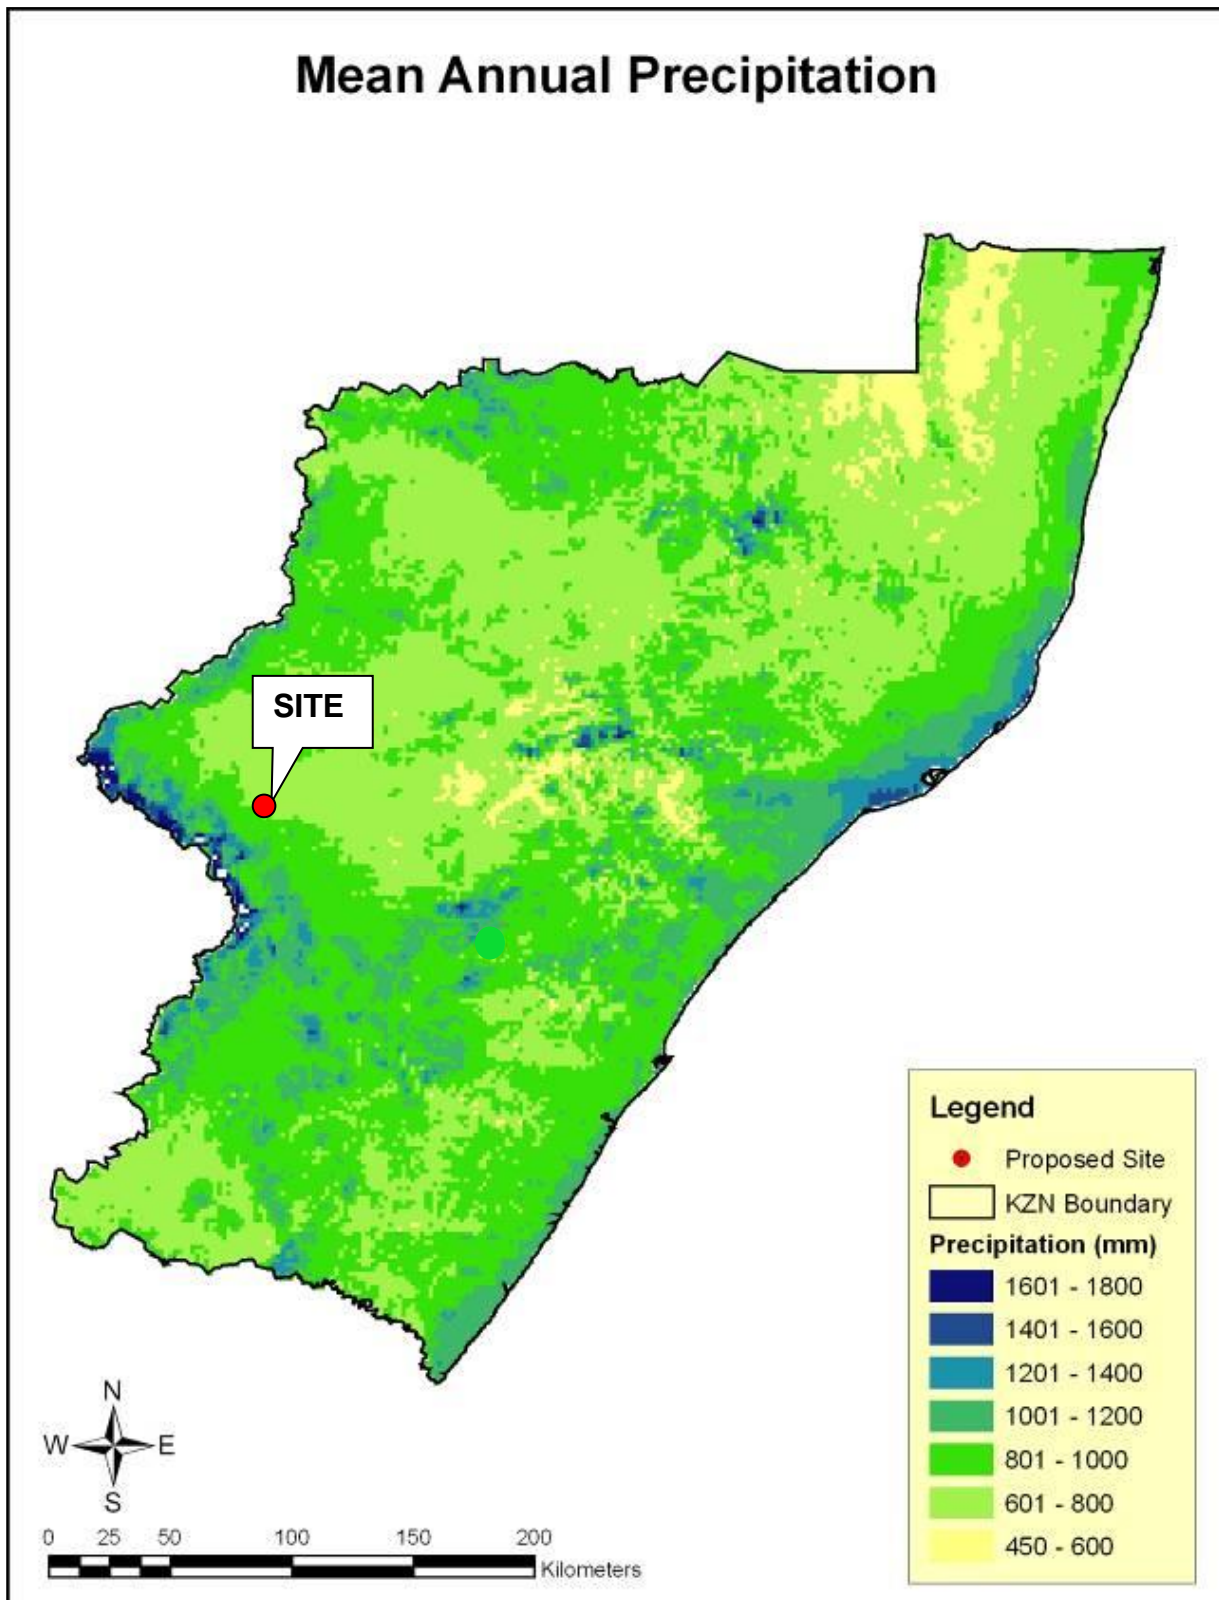 Mean Annual Precipitation
SITE
Legend
Proposed Site
KZN Boundary
Precipitation (mm)
1601 - 1800
1401 - 1600
1201 - 1400
1001 - 1200
801 - 1000
601 - 800
450 - 600
N
W E
S
0 25 50 100 150 200
Kilometers